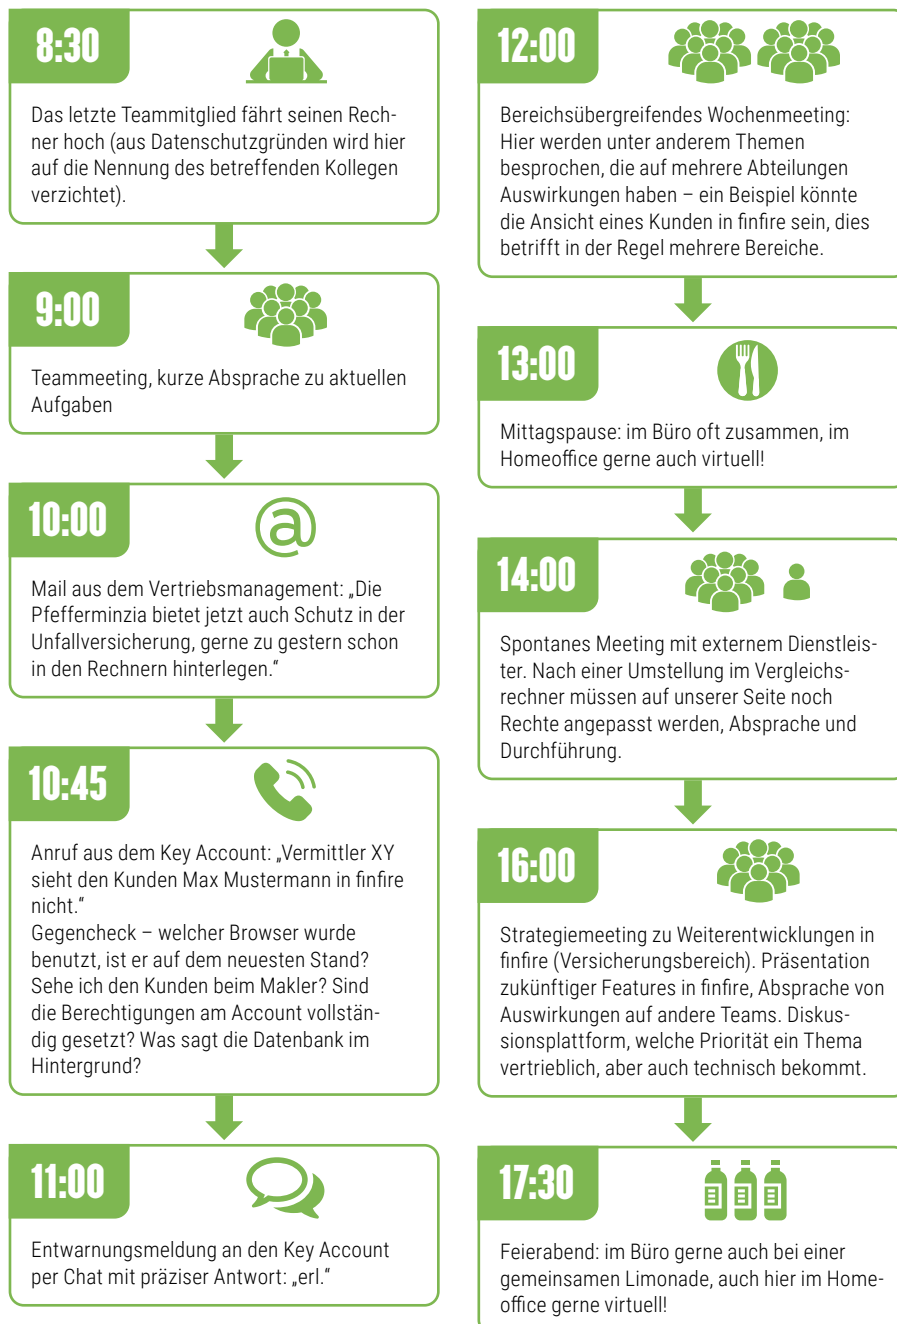 8:30
Das letzte Teammitglied fährt seinen Rech-
ner hoch (aus Datenschutzgründen wird hier
auf die Nennung des betreffenden Kollegen
verzichtet).
9:00
Teammeeting, kurze Absprache zu aktuellen
Aufgaben
10:00
@
Mail aus dem Vertriebsmanagement: „Die
Pfefferminzia bietet jetzt auch Schutz in der
Unfallversicherung, gerne zu gestern schon
in den Rechnern hinterlegen.“
10:45
Anruf aus dem Key Account: „Vermittler XY
sieht den Kunden Max Mustermann in finfire
nicht.“
Gegencheck – welcher Browser wurde
benutzt, ist er auf dem neuesten Stand?
Sehe ich den Kunden beim Makler? Sind
die Berechtigungen am Account vollstän-
dig gesetzt? Was sagt die Datenbank im
Hintergrund?
11:00
Entwarnungsmeldung an den Key Account
per Chat mit präziser Antwort: „erl.“
12:00
Bereichsübergreifendes Wochenmeeting:
Hier werden unter anderem Themen
besprochen, die auf mehrere Abteilungen
Auswirkungen haben – ein Beispiel könnte
die Ansicht eines Kunden in finfire sein, dies
betrifft in der Regel mehrere Bereiche.
13:00
Mittagspause: im Büro oft zusammen, im
Homeoffice gerne auch virtuell!
14:00
Spontanes Meeting mit externem Dienstleis-
ter. Nach einer Umstellung im Vergleichs-
rechner müssen auf unserer Seite noch
Rechte angepasst werden, Absprache und
Durchführung.
16:00
Strategiemeeting zu Weiterentwicklungen in
finfire (Versicherungsbereich). Präsentation
zukünftiger Features in finfire, Absprache von
Auswirkungen auf andere Teams. Diskus-
sionsplattform, welche Priorität ein Thema
vertrieblich, aber auch technisch bekommt.
17:30
Feierabend: im Büro gerne auch bei einer
gemeinsamen Limonade, auch hier im Home-
office gerne virtuell!